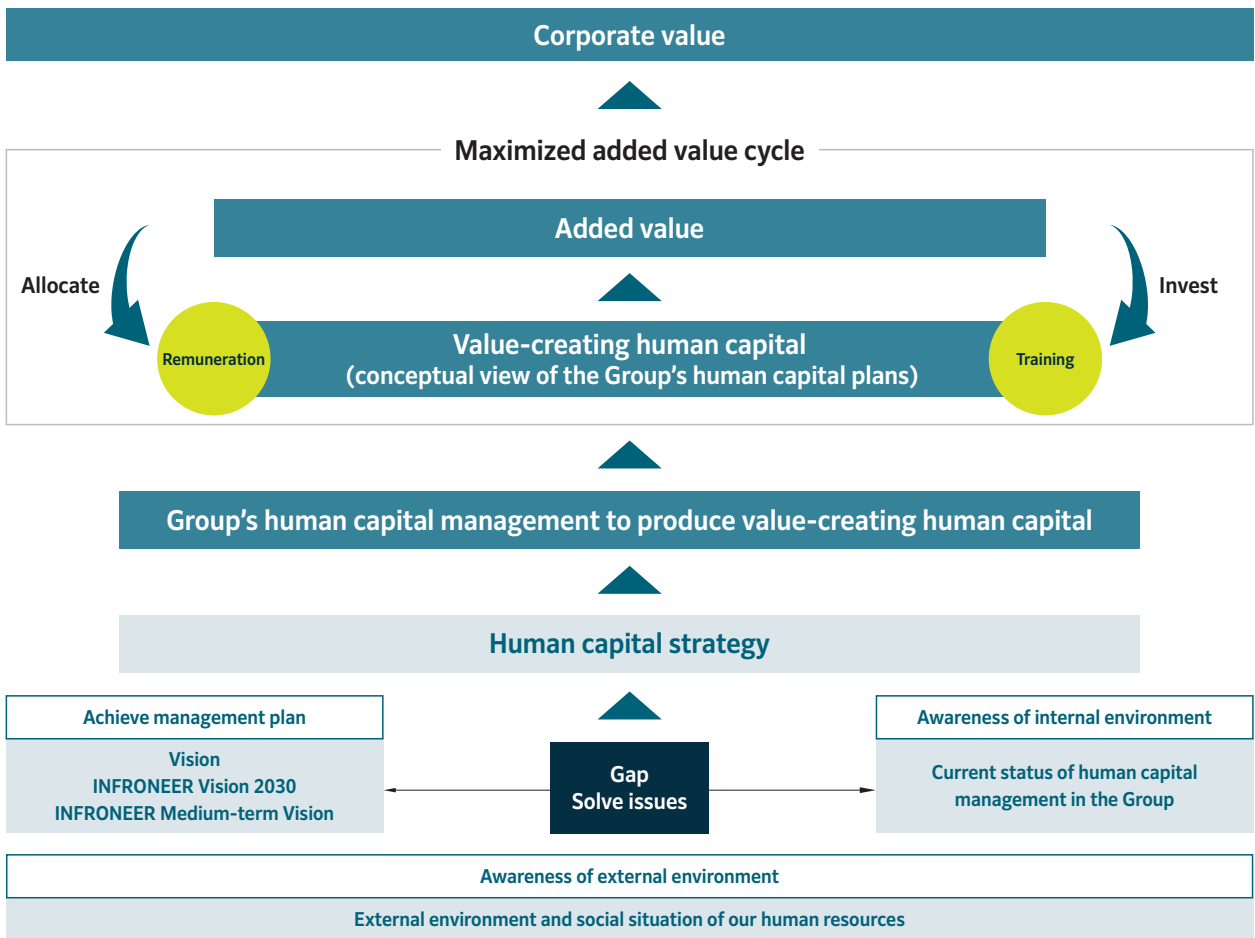 Corporate value
Maximized added value cycle
Added value
Allocate
Invest
Remuneration
Value-creating human capital
(conceptual view of the Group's human capital plans)
Training
Group's human capital management to produce value-creating human capital
Human capital strategy
Achieve management plan
Vision
INFRONEER Vision 2030
INFRONEER Medium-term Vision
Gap
Solve issues
Awareness of internal environment
Current status of human capital
management in the Group
Awareness of external environment
External environment and social situation of our human resources